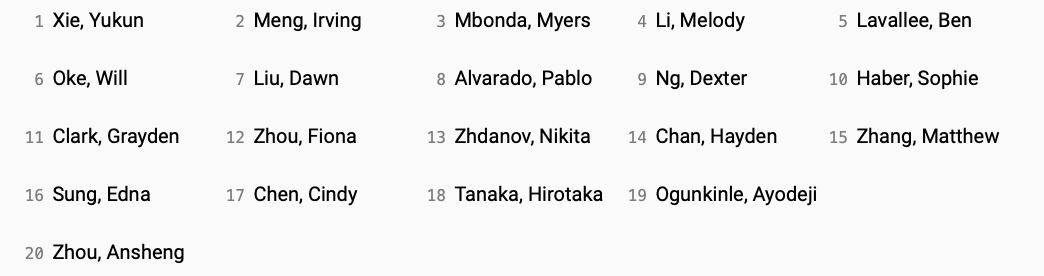 1 Xie, Yukun 2 Meng, Irving 3 Mbonda, Myers 4 Li, Melody 5 Lavallee, Ben
6 Oke, Will 7 Liu, Dawn 8 Alvarado, Pablo 9 Ng, Dexter 10 Haber, Sophie
11 Clark, Grayden 12 Zhou, Fiona 13 Zhdanov, Nikita 14 Chan, Hayden 15 Zhang, Matthew
16 Sung, Edna 17 Chen, Cindy 18 Tanaka, Hirotaka 19 Ogunkinle, Ayodeji
20 Zhou, Ansheng